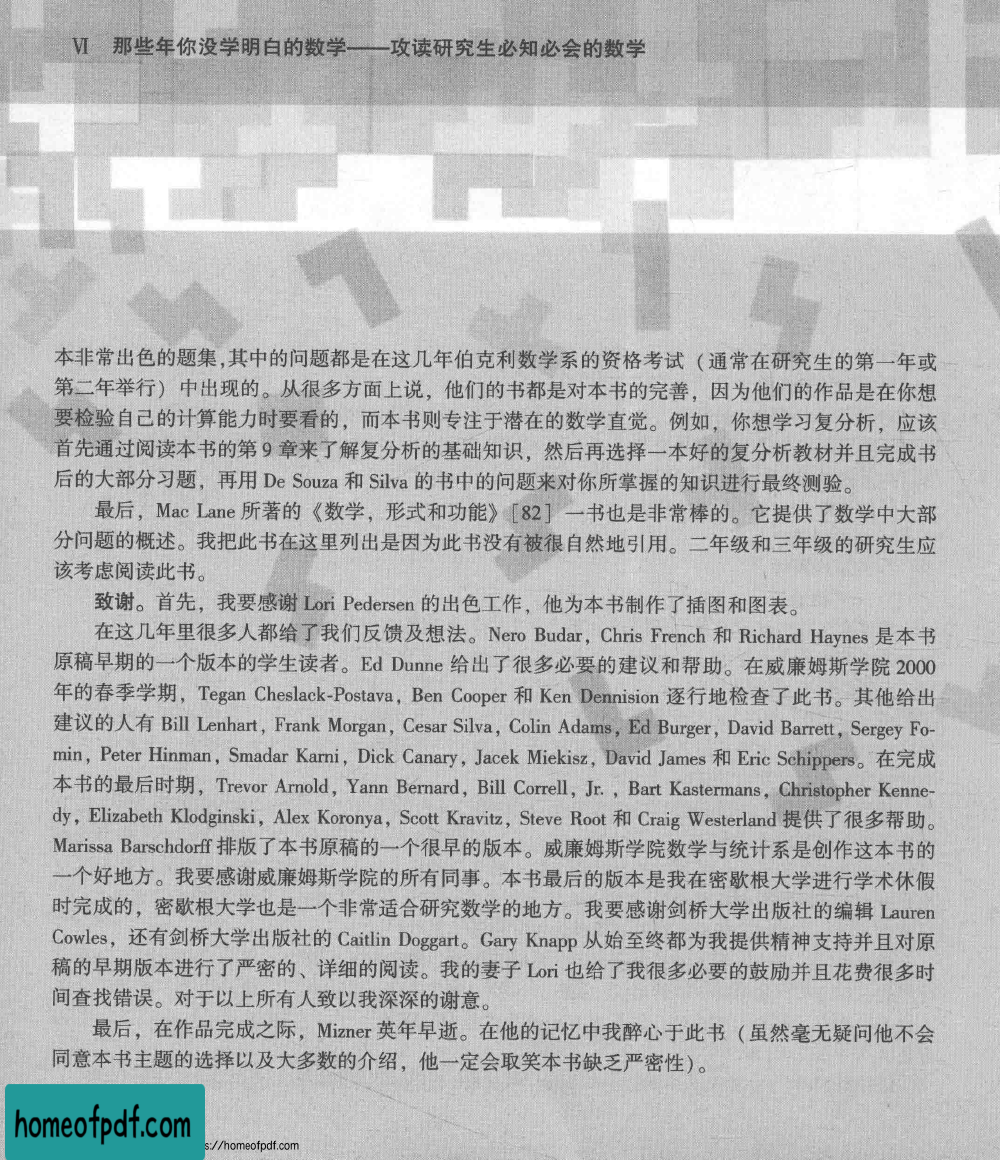 Ⅵ 那些年你没学明白的数学——攻读研究生必知必会的数学
本非常出色的题集,其中的问题都是在这几年伯克利数学系的资格考试（通常在研究生的第一年或
第二年举行）中出现的。从很多方面上说，他们的书都是对本书的完善，因为他们的作品是在你想
要检验自己的计算能力时要看的，而本书则专注于潜在的数学直觉。例如，你想学习复分析，应该
首先通过阅读本书的第 9 章来了解复分析的基础知识，然后再选择一本好的复分析教材并且完成书
后的大部分习题，再用 De Souza 和 Silva 的书中的问题来对你所掌握的知识进行最终测验。
最后，Mac Lane 所著的《数学，形式和功能》［82］一书也是非常棒的。它提供了数学中大部
分问题的概述。我把此书在这里列出是因为此书没有被很自然地引用。二年级和三年级的研究生应
该考虑阅读此书。
致谢。首先，我要感谢 Lori Pedersen 的出色工作，他为本书制作了插图和图表。
在这几年里很多人都给了我们反馈及想法。Nero Budar，Chris French 和 Richard Haynes 是本书
原稿早期的一个版本的学生读者。Ed Dunne 给出了很多必要的建议和帮助。在威廉姆斯学院 2000
年的春季学期，Tegan Cheslack-Postava，Ben Cooper 和 Ken Dennision 逐行地检查了此书。其他给出
建议的人有 Bill Lenhart，Frank Morgan，Cesar Silva，Colin Adams，Ed Burger，David Barrett，Sergey Fo-
min，Peter Hinman，Smadar Karni，Dick Canary，Jacek Miekisz，David James 和 Eric Schippers。在完成
本书的最后时期，Trevor Arnold，Yann Bernard，Bill Correll，Jr.，Bart Kastermans，Christopher Kenne-
dy，Elizabeth Klodginski，Alex Koronya，Scott Kravitz，Steve Root 和 Craig Westerland 提供了很多帮助。
Marissa Barschdorff 排版了本书原稿的一个很早的版本。威廉姆斯学院数学与统计系是创作这本书的
一个好地方。我要感谢威廉姆斯学院的所有同事。本书最后的版本是我在密歇根大学进行学术休假
时完成的，密歇根大学也是一个非常适合研究数学的地方。我要感谢剑桥大学出版社的编辑 Lauren
Cowles，还有剑桥大学出版社的 Caitlin Doggart。Gary Knapp 从始至终都为我提供精神支持并且对原
稿的早期版本进行了严密的、详细的阅读。我的妻子 Lori 也给了我很多必要的鼓励并且花费很多时
间查找错误。对于以上所有人致以我深深的谢意。
最后，在作品完成之际，Mizner 英年早逝。在他的记忆中我醉心于此书（虽然毫无疑问他不会
同意本书主题的选择以及大多数的介绍，他一定会取笑本书缺乏严密性）。
homeofpdf.com
s://homeofpdf.com